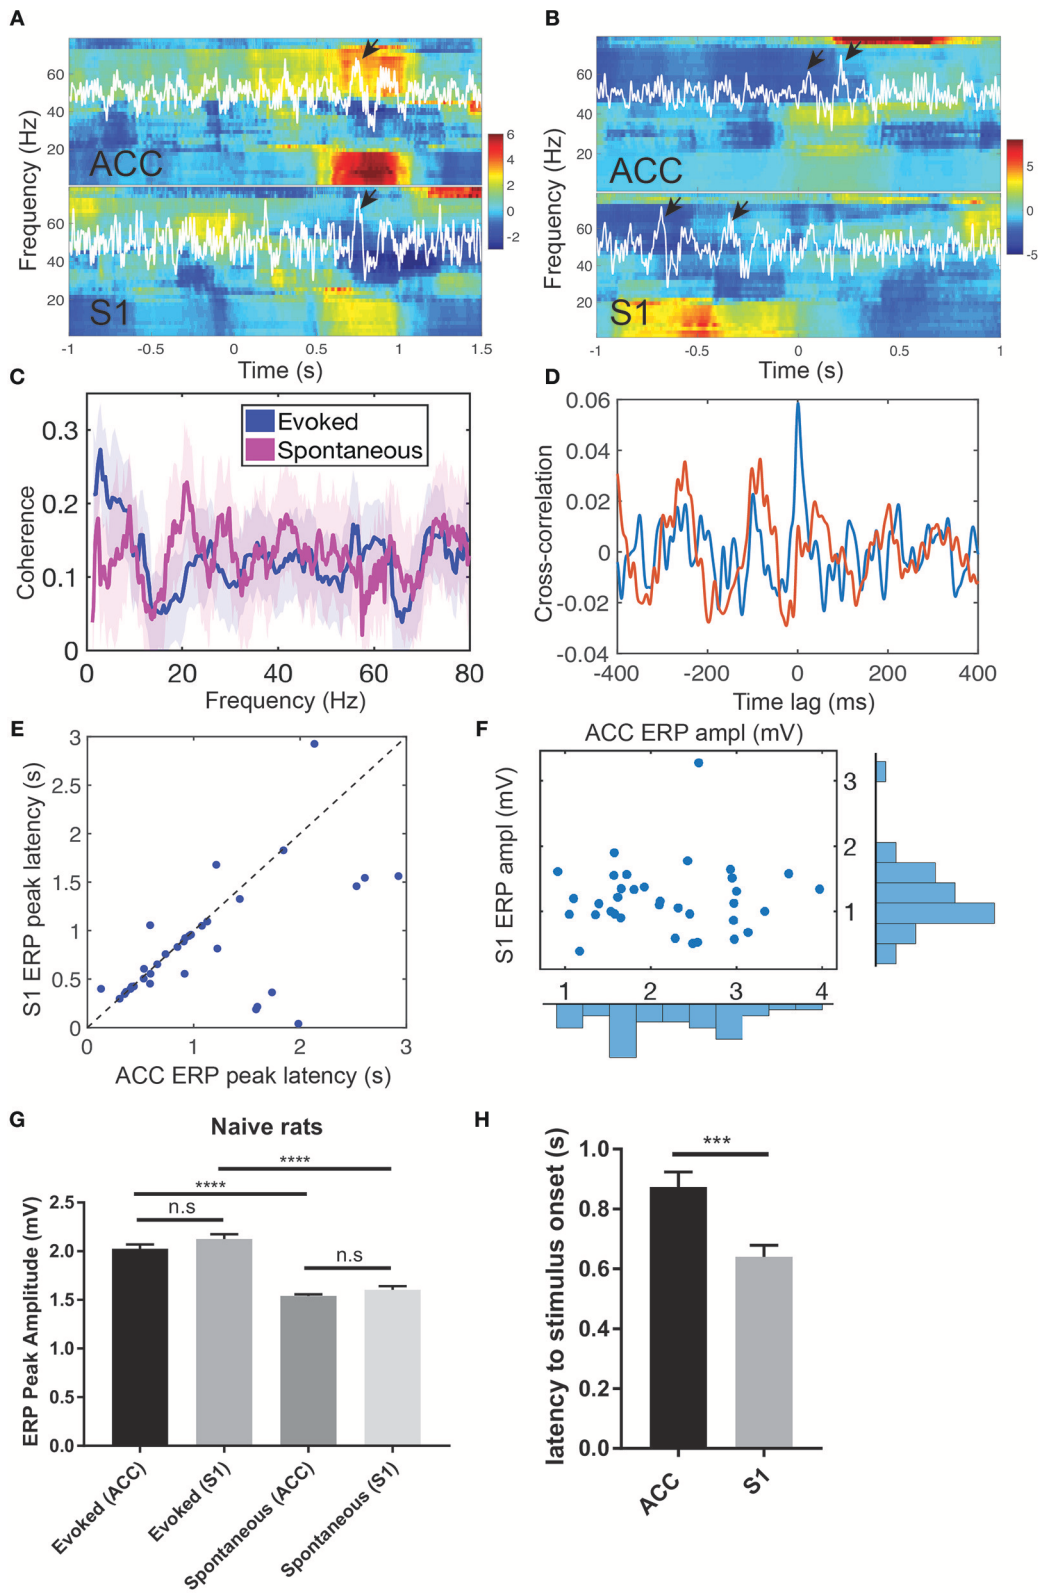 A
B
60
40
20
ACC
60
40
20
S1
Frequency (Hz)
Frequency (Hz)
-1
-0.5
0
0.5
1
1.5
Time (s)
6
4
2
0
-2
60
40
20
ACC
60
40
20
S1
Frequency (Hz)
Frequency (Hz)
-1
-0.5
0
0.5
1
Time (s)
5
0
-5
C
D
0.3
0.2
0.1
0
Coherence
Evoked
Spontaneous
0
20
40
60
80
Frequency (Hz)
0.06
0.04
0.02
0
-0.02
-0.04
Cross-correlation
-400
-200
0
200
400
Time lag (ms)
E
F
3
2.5
2
1.5
1
0.5
0
S1 ERP peak latency (s)
0
1
2
3
ACC ERP peak latency (s)
ACC ERP ampl (mV)
S1 ERP ampl (mV)
3
2
1
1
2
3
4
G
H
Naive rats
****
****
n.s
n.s
2.5
2.0
1.5
1.0
0.5
0.0
ERP Peak Amplitude (mV)
Evoked (ACC)
Evoked (S1)
Spontaneous (ACC)
Spontaneous (S1)
***
1.0
0.8
0.6
0.4
0.2
0.0
latency to stimulus onset (s)
ACC
S1